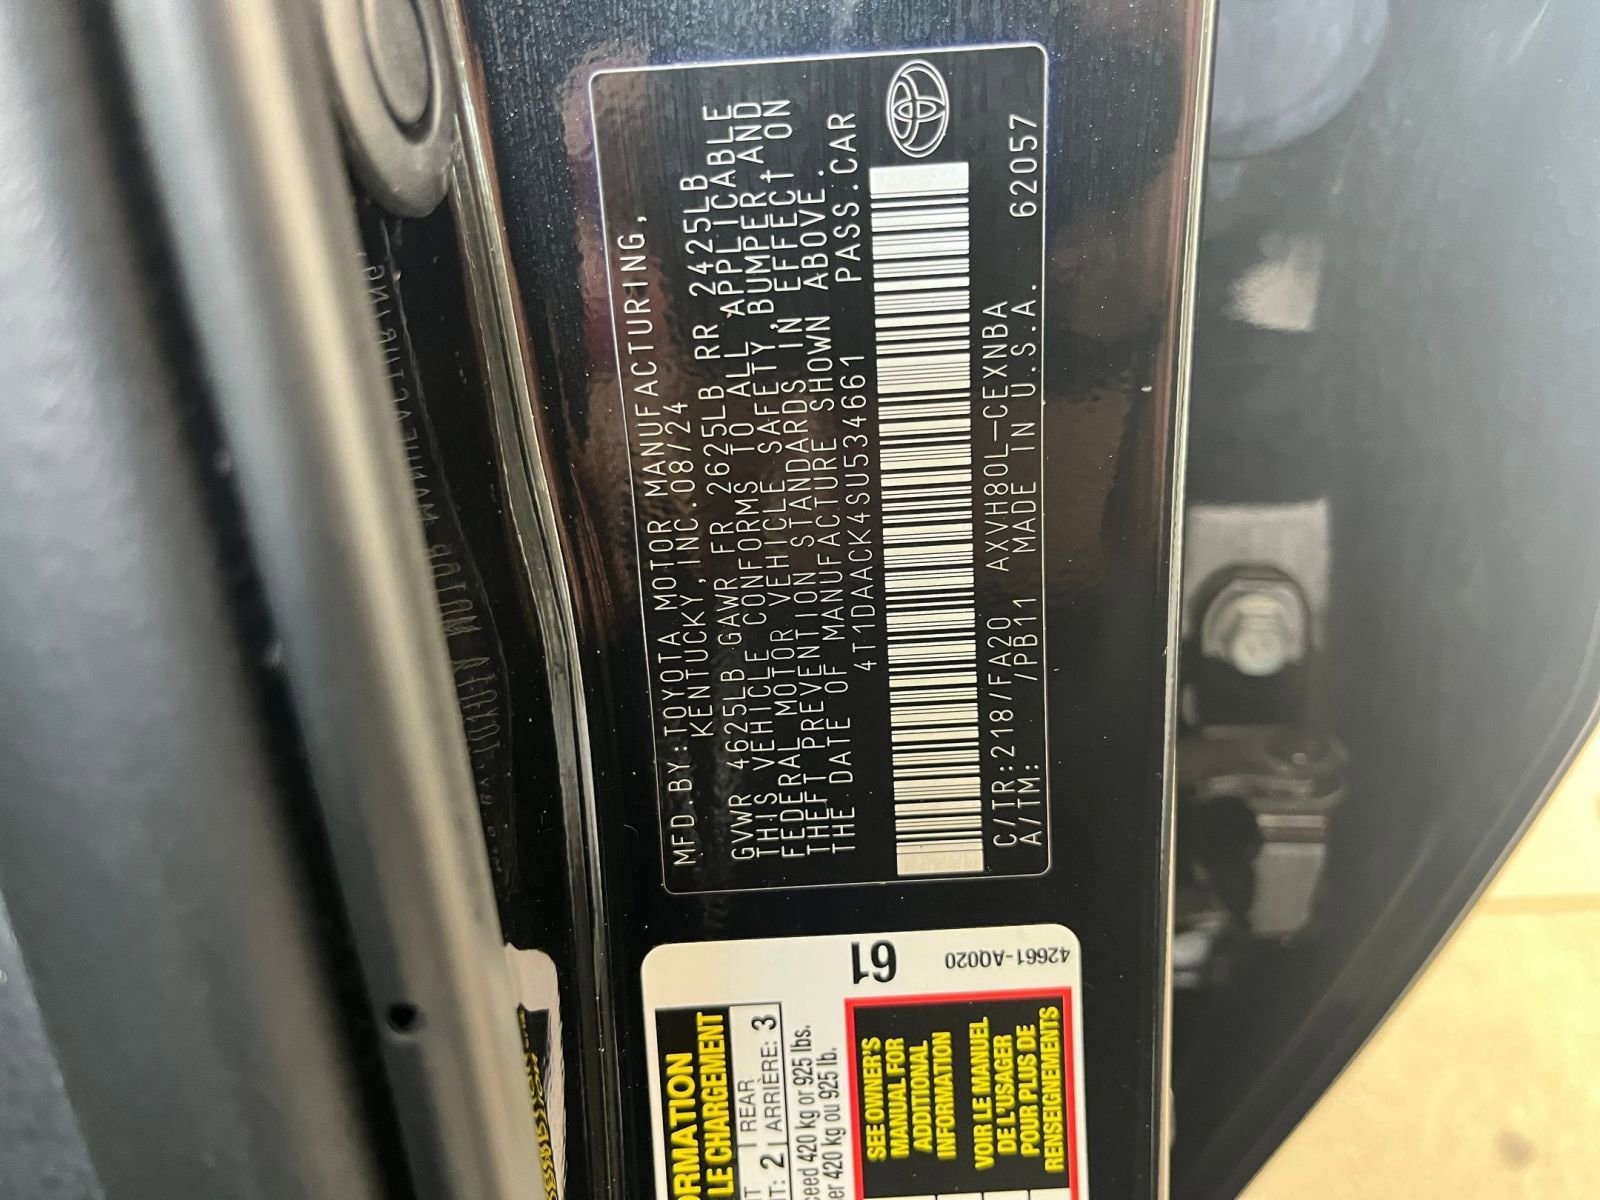 MFD.BY:TOYOTA MOTOR MANUFACTURING,
KENTUCKY,INC.08/24
GVWR 4625LB GAWR FR 2625LB RR 2425LB
THIS VEHICLE CONFORMS TO ALL APPLICABLE
FEDERAL MOTOR VEHICLE SAFETY,BUMPER,AND
THEFT PREVENTION STANDARDS IN EFFECT ON
THE DATE OF MANUFACTURE SHOWN ABOVE.
4T1DAACK4SU534661 PASS.CAR
C/TR:218/FA20 AXVH80L-CEXNBA
A/TM: /PB11 MADE IN U.S.A. 62057
61
42661-AQ020
ORMATION
LE CHARGEMENT
REAR
2 ARRIÈRE: 3
420 kg or 925 lbs.
420 kg ou 925 lb.
SEE OWNER'S
MANUAL FOR
ADDITIONAL
INFORMATION
VOIR LE MANUEL
DE L'USAGER
POUR PLUS DE
RENSEIGNEMENTS